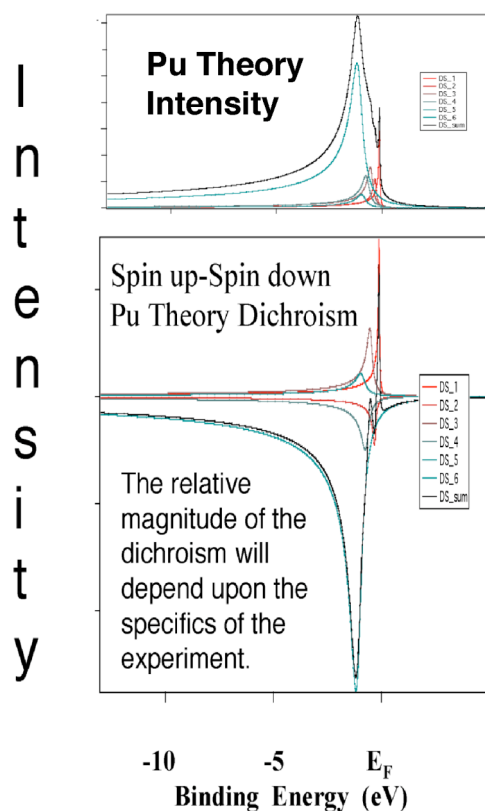 Intensity
Pu Theory
Intensity
DS_1
DS_2
DS_3
DS_4
DS_5
DS_6
DS_sum
Spin up-Spin down
Pu Theory Dichroism
DS_1
DS_2
DS_3
DS_4
DS_5
DS_6
DS_sum
The relative
magnitude of the
dichroism will
depend upon the
specifics of the
experiment.
-10 -5 EF
Binding Energy (eV)